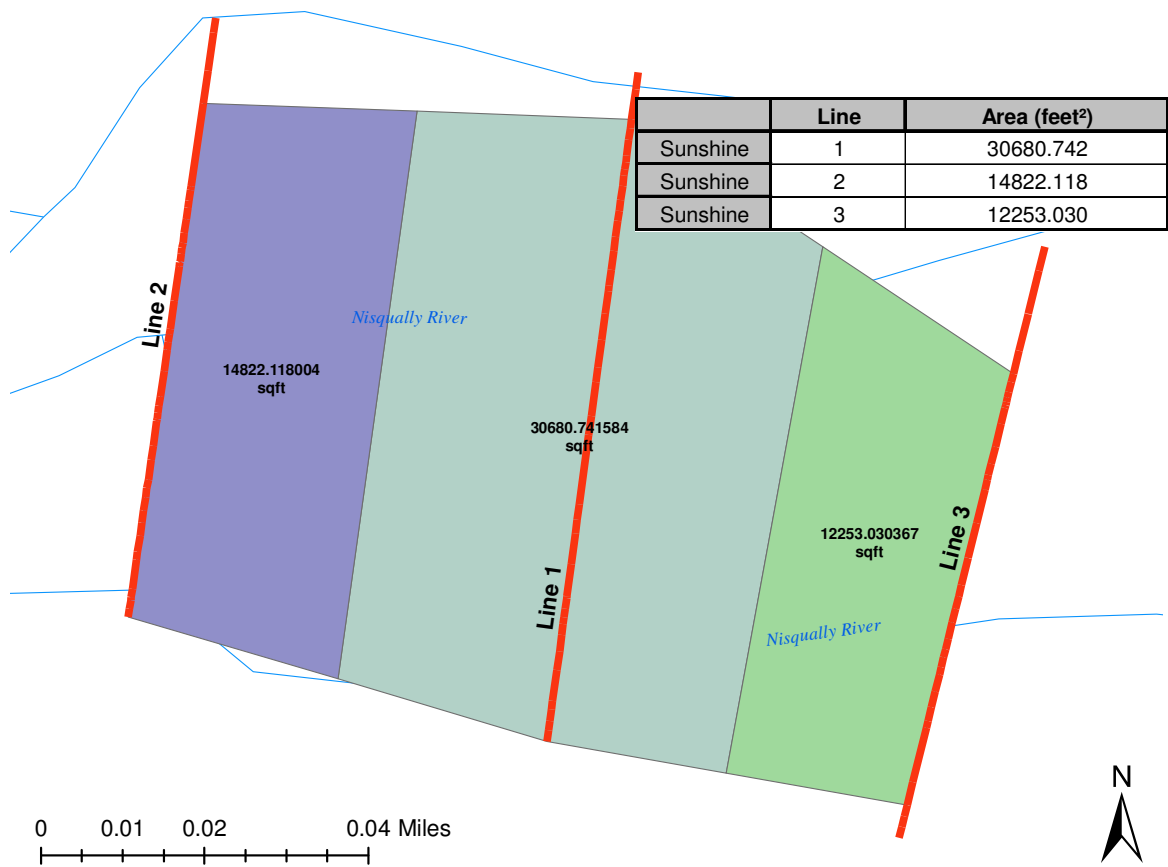 Line Area (feet²)
Sunshine 1 30680.742
Sunshine 2 14822.118
Sunshine 3 12253.030
Line 2
Nisqually River
14822.118004
sqft
30680.741584
sqft
Line 1
12253.030367
sqft
Line 3
Nisqually River
N
0 0.01 0.02 0.04 Miles